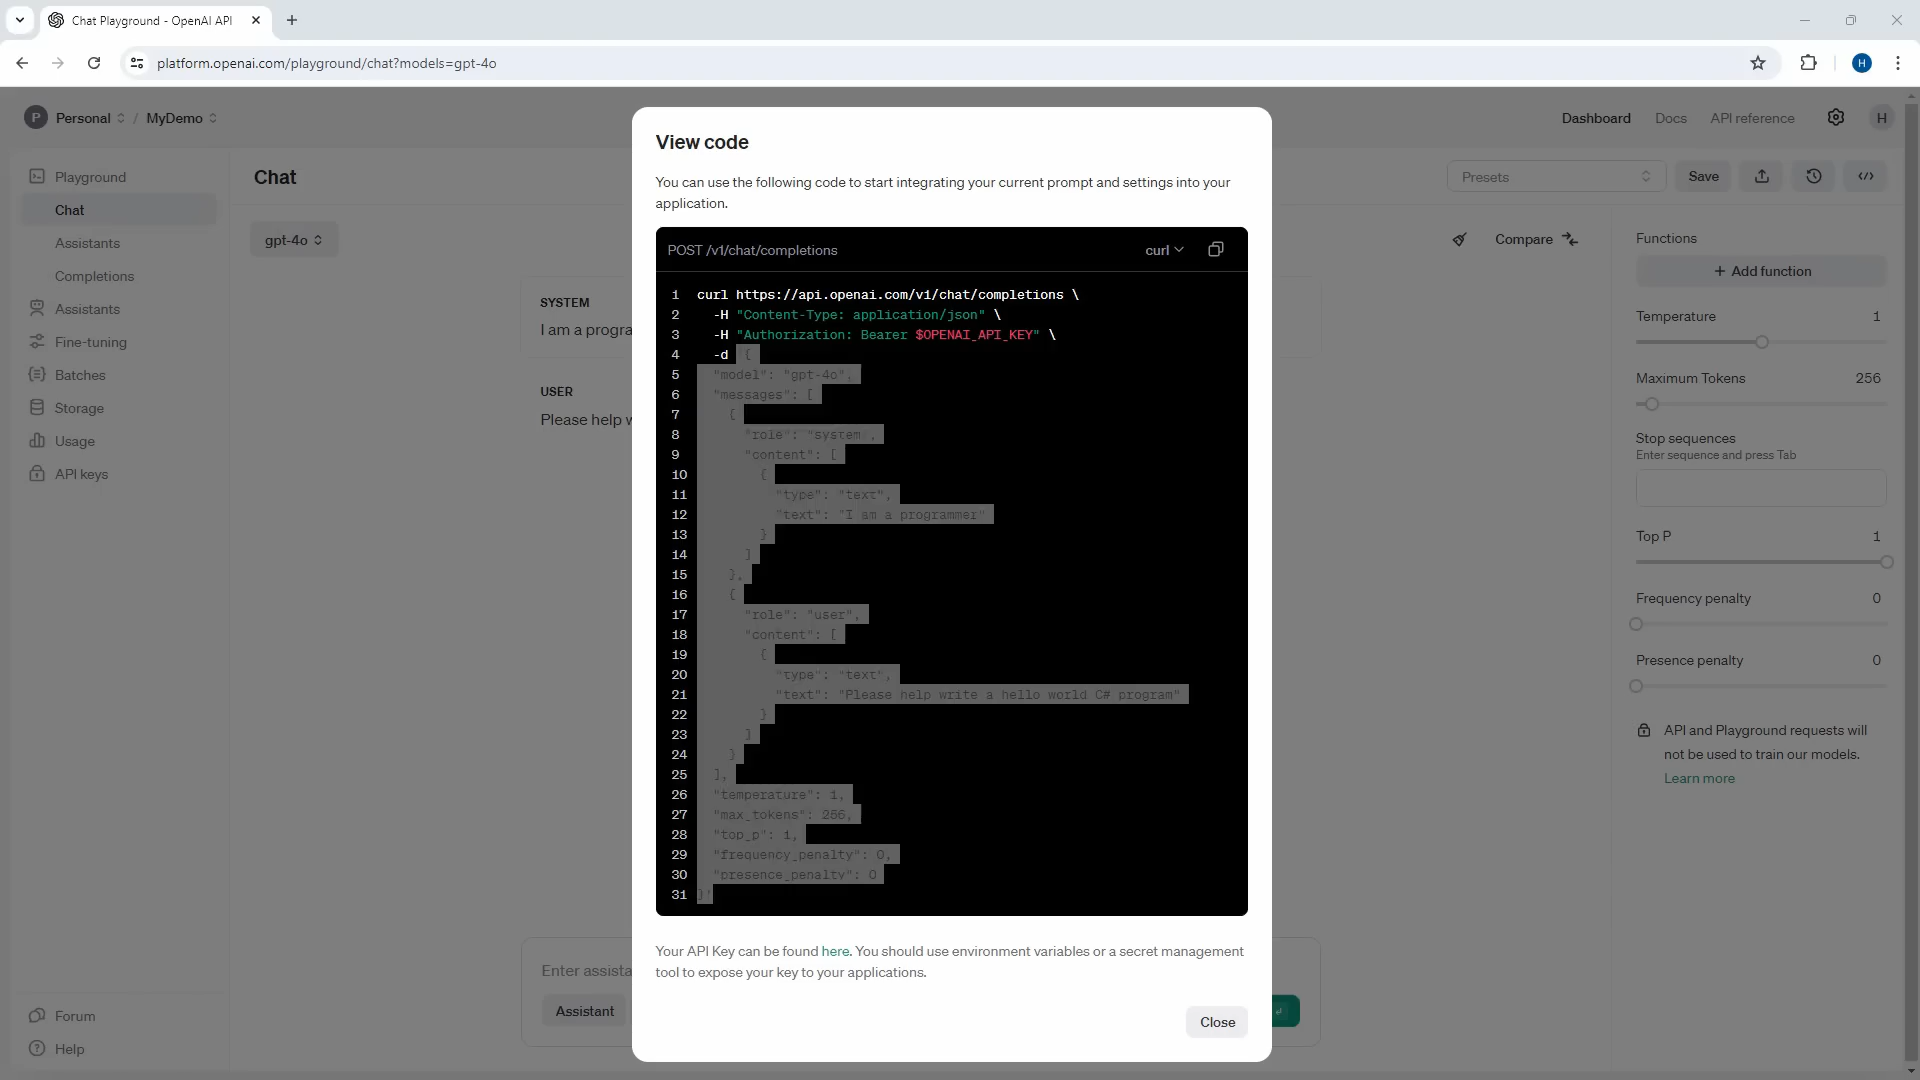 Chat Playground - OpenAI API
platform.openai.com/playground/chat?models=gpt-4o
H
P Personal / MyDemo
Dashboard
Docs
API reference
H
Playground
Chat
Assistants
Completions
Assistants
Fine-tuning
Batches
Storage
Usage
API keys
Forum
Help
Chat
Presets
Save
gpt-4o
Compare
SYSTEM
I am a progra
USER
Please help w
Enter assista
Assistant
View code
You can use the following code to start integrating your current prompt and settings into your
application.
POST /v1/chat/completions
curl
1 curl https://api.openai.com/v1/chat/completions \
2 -H "Content-Type: application/json" \
3 -H "Authorization: Bearer $OPENAI_API_KEY" \
4 -d '{
5 "model": "gpt-4o",
6 "messages": [
7 {
8 "role": "system",
9 "content": [
10 {
11 "type": "text",
12 "text": "I am a programmer"
13 }
14 ]
15 },
16 {
17 "role": "user",
18 "content": [
19 {
20 "type": "text",
21 "text": "Please help write a hello world C# program"
22 }
23 ]
24 }
25 ],
26 "temperature": 1,
27 "max_tokens": 256,
28 "top_p": 1,
29 "frequency_penalty": 0,
30 "presence_penalty": 0
31 }'
Your API Key can be found here. You should use environment variables or a secret management
tool to expose your key to your applications.
Close
Functions
+ Add function
Temperature 1
Maximum Tokens 256
Stop sequences
Enter sequence and press Tab
Top P 1
Frequency penalty 0
Presence penalty 0
API and Playground requests will
not be used to train our models.
Learn more